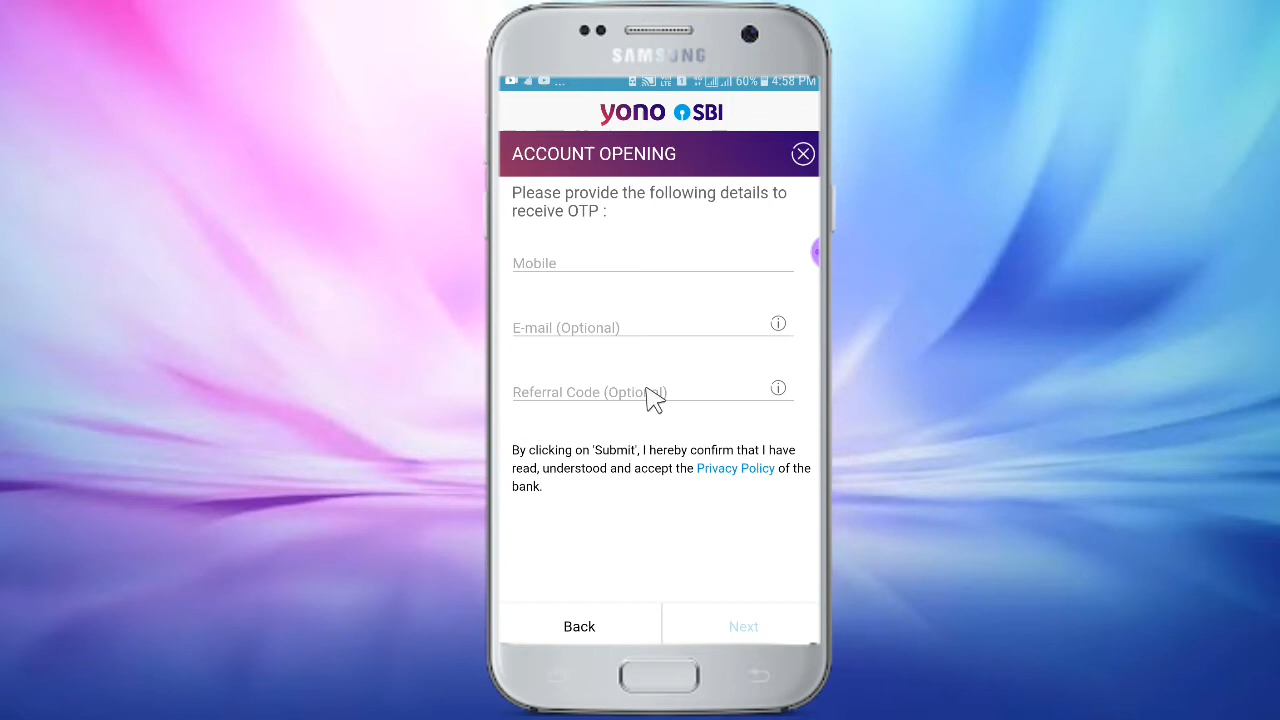 SAMSUNG
... 60% 4:58 PM
yono SBI
ACCOUNT OPENING
Please provide the following details to
receive OTP :
Mobile
E-mail (Optional)
Referral Code (Optional)
By clicking on 'Submit', I hereby confirm that I have
read, understood and accept the Privacy Policy of the
bank.
Back Next